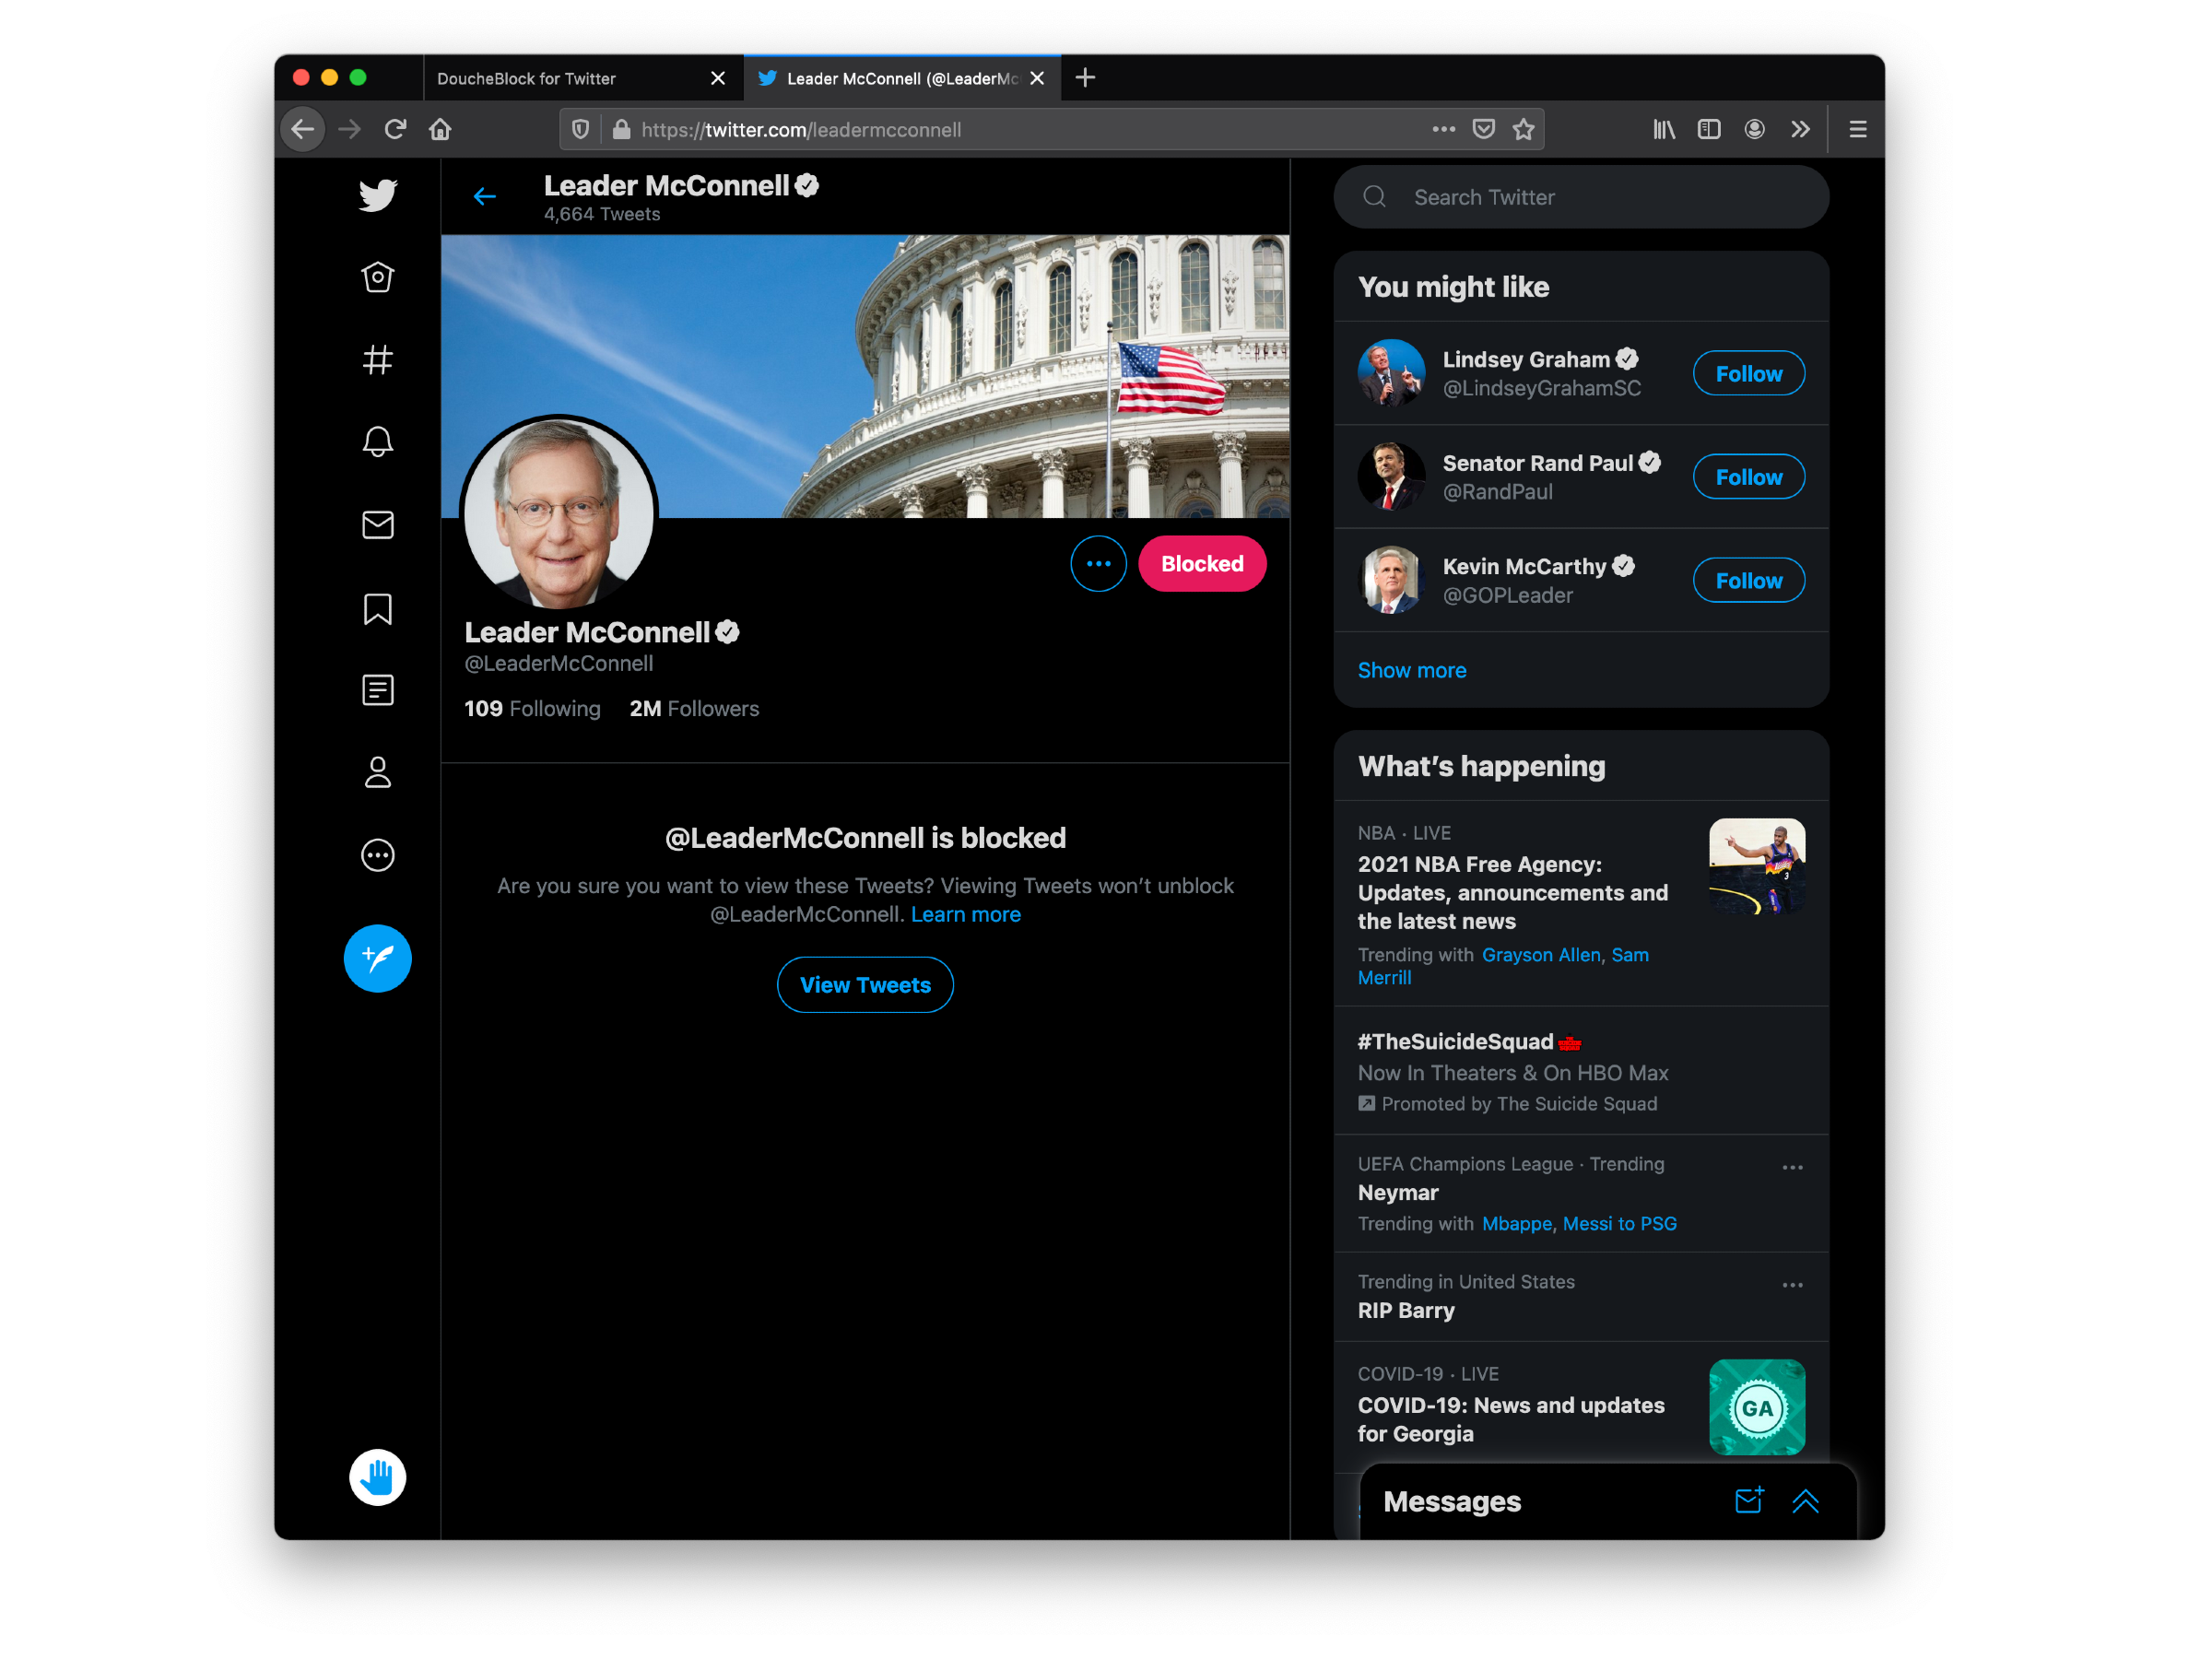 DoucheBlock for Twitter
Leader McConnell (@LeaderMc
https://twitter.com/leadermcconnell
Leader McConnell
4,664 Tweets
Blocked
Leader McConnell
@LeaderMcConnell
109 Following 2M Followers
@LeaderMcConnell is blocked
Are you sure you want to view these Tweets? Viewing Tweets won’t unblock
@LeaderMcConnell. Learn more
View Tweets
Search Twitter
You might like
Lindsey Graham
@LindseyGrahamSC
Follow
Senator Rand Paul
@RandPaul
Follow
Kevin McCarthy
@GOPLeader
Follow
Show more
What’s happening
NBA · LIVE
2021 NBA Free Agency:
Updates, announcements and
the latest news
Trending with Grayson Allen, Sam
Merrill
3
#TheSuicideSquad
Now In Theaters & On HBO Max
Promoted by The Suicide Squad
UEFA Champions League · Trending
Neymar
Trending with Mbappe, Messi to PSG
Trending in United States
RIP Barry
COVID-19 · LIVE
COVID-19: News and updates
for Georgia
GA
Messages